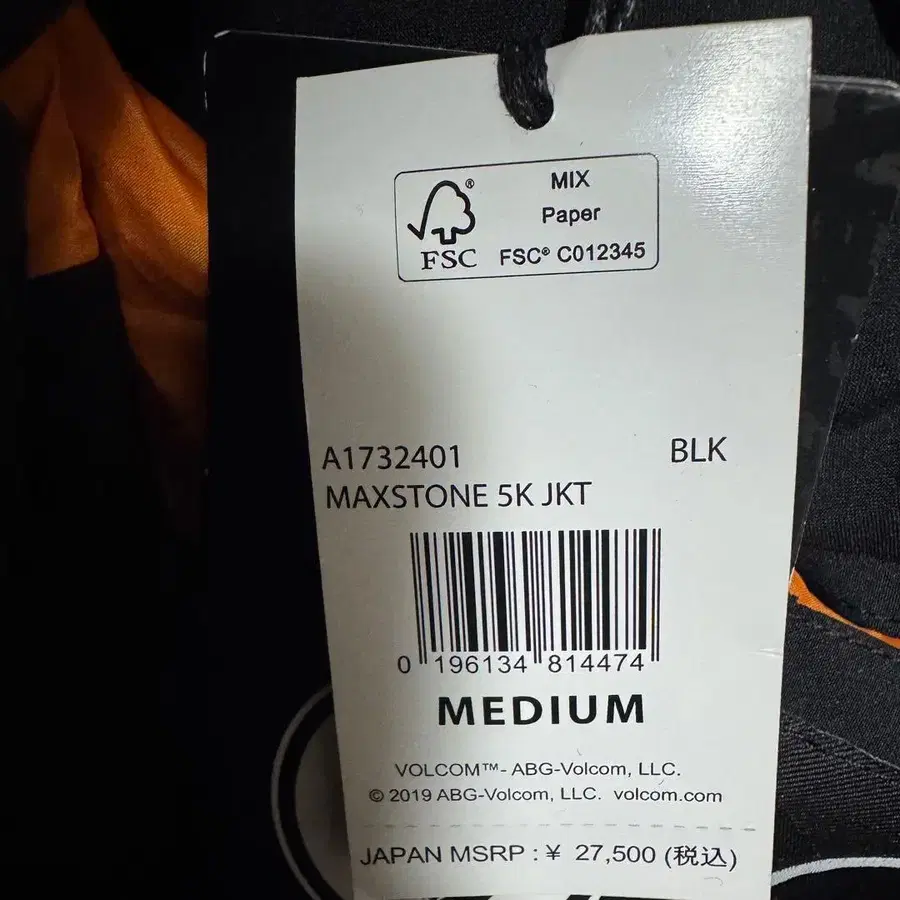 MIX
Paper
FSC® FSC® C012345
A1732401 BLK
MAXSTONE 5K JKT
0 196134 814474
MEDIUM
VOLCOM™- ABG-Volcom, LLC.
© 2019 ABG-Volcom, LLC. volcom.com
JAPAN MSRP : ¥ 27,500 (税込)